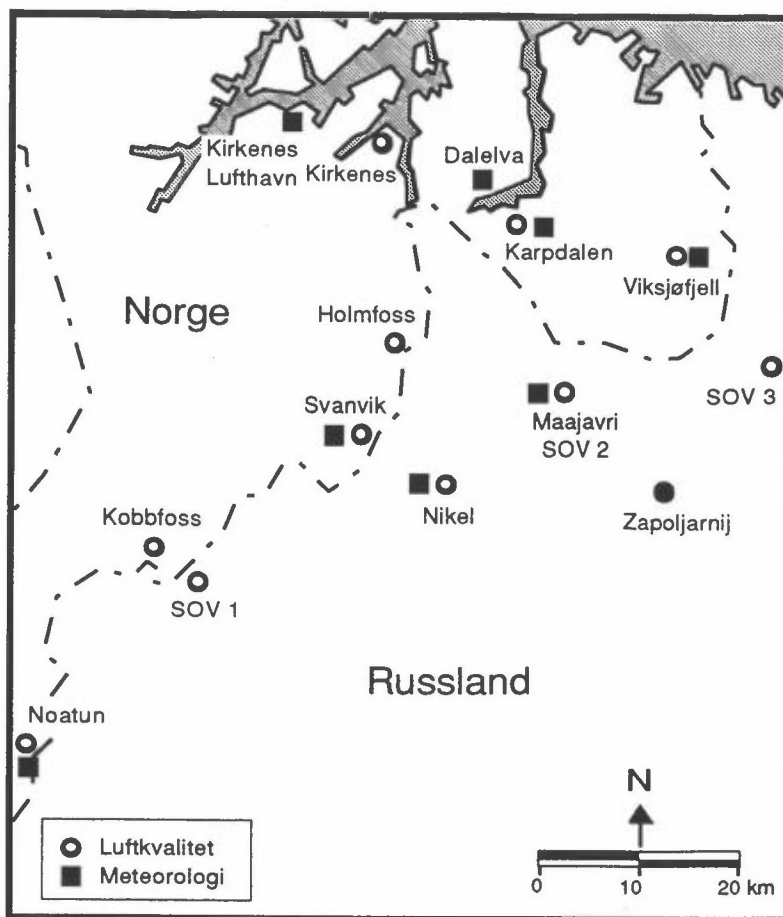 Kirkenes
Lufthavn
Kirkenes
Dalelva
Karpdalen
Viksjøfjell
Norge
Holmfoss
SOV 3
Svanvik
Maajavri
SOV 2
Nikel
Zapoljarnij
Kobbfoss
SOV 1
Russland
Noatun
N
Luftkvalitet
Meteorologi
0 10 20 km